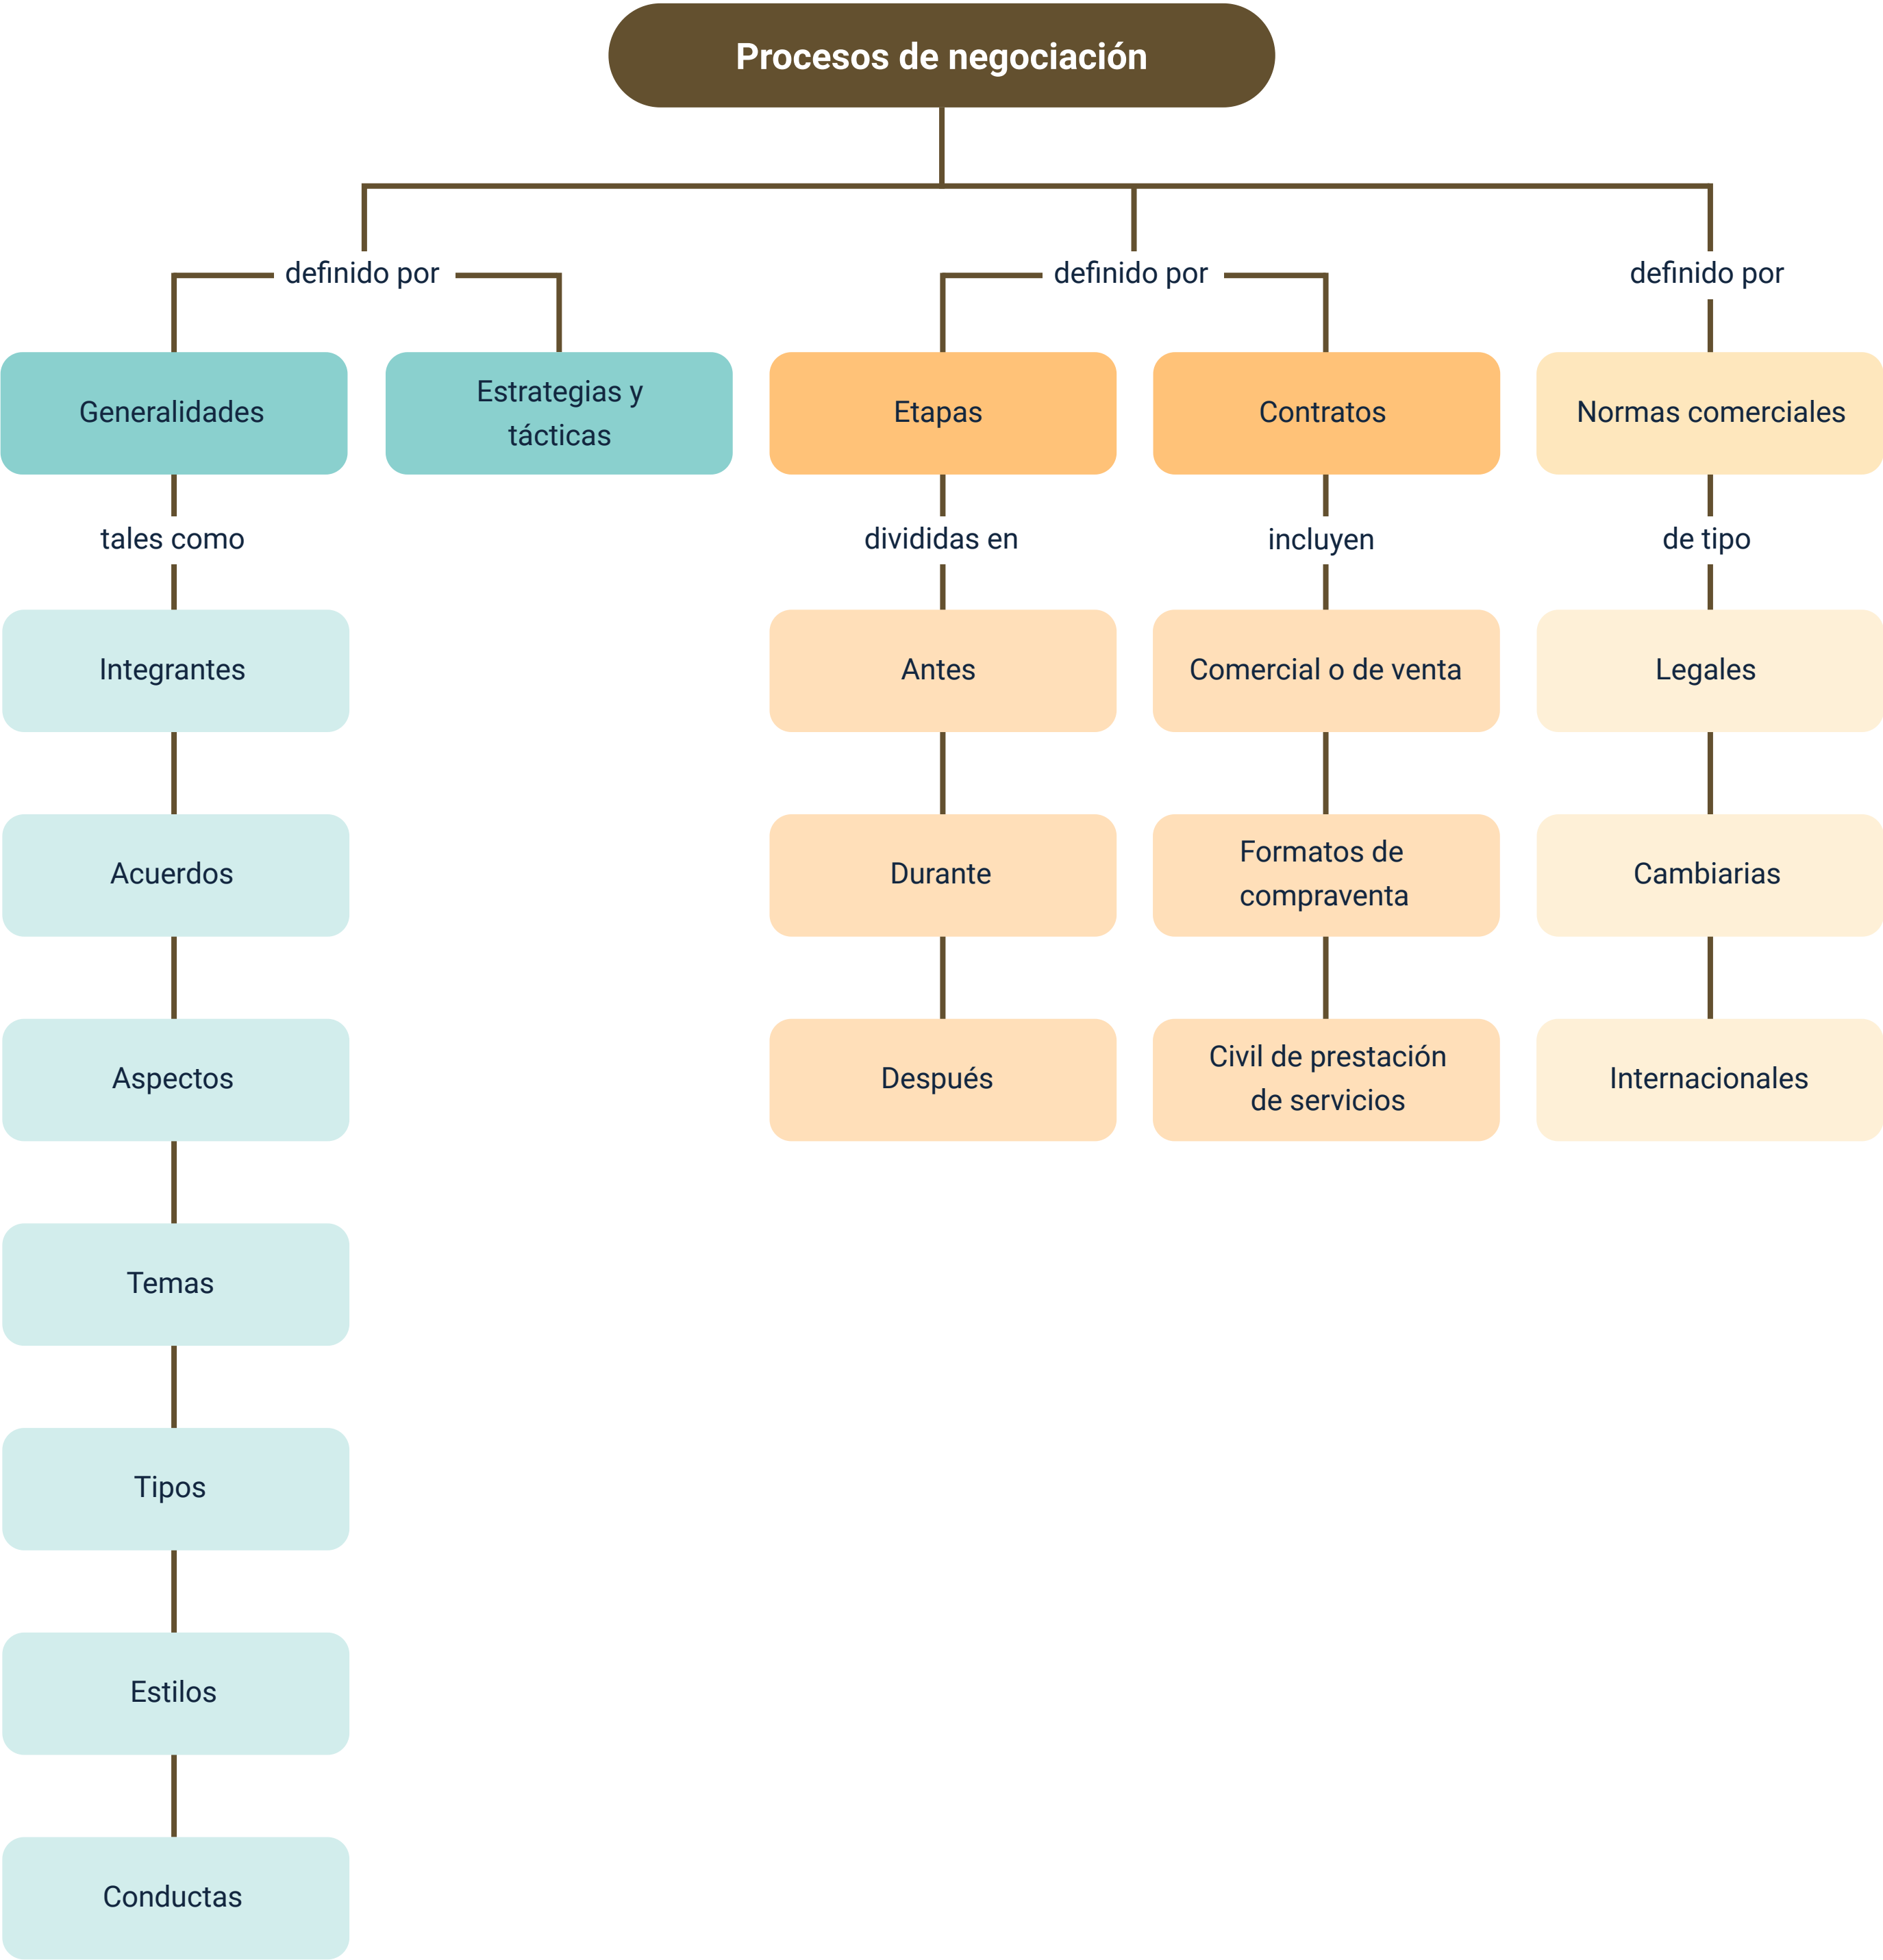 Procesos de negociación
definido por
definido por
definido por
Generalidades
Estrategias y
tácticas
Etapas
Contratos
Normas comerciales
tales como
divididas en
incluyen
de tipo
Integrantes
Antes
Comercial o de venta
Legales
Acuerdos
Durante
Formatos de
compraventa
Cambiarias
Aspectos
Después
Civil de prestación
de servicios
Internacionales
Temas
Tipos
Estilos
Conductas